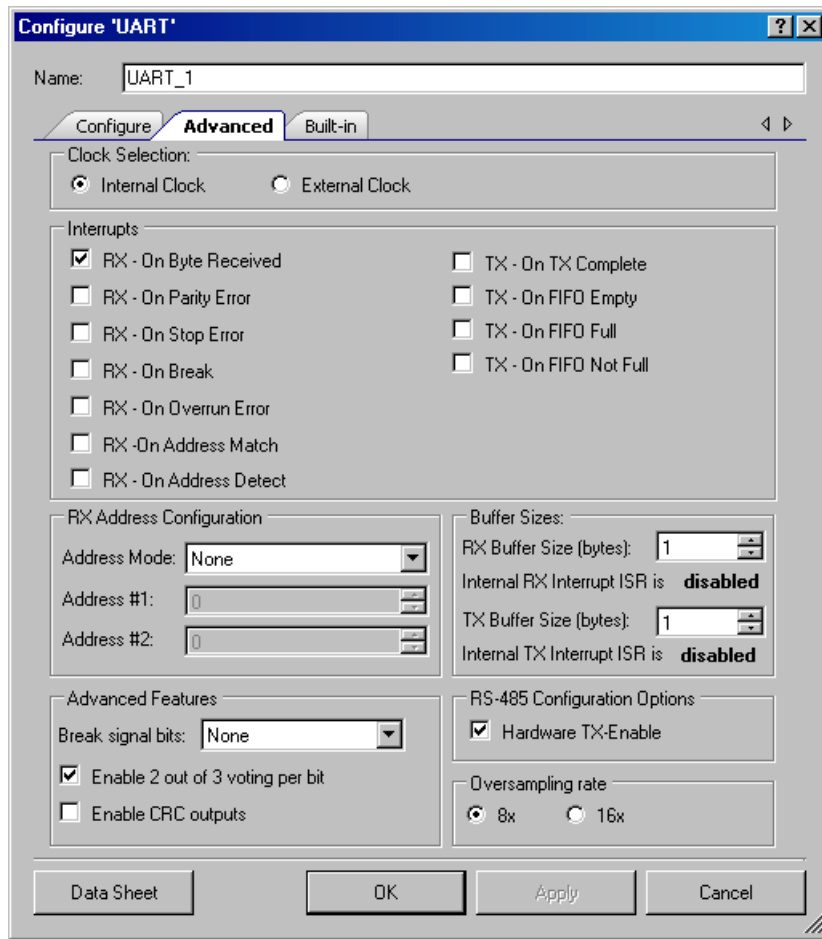 Configure 'UART'
Name: UART_1
Configure Advanced Built-in
Clock Selection:
Internal Clock External Clock
Interrupts
RX - On Byte Received
RX - On Parity Error
RX - On Stop Error
RX - On Break
RX - On Overrun Error
RX -On Address Match
RX - On Address Detect
TX - On TX Complete
TX - On FIFO Empty
TX - On FIFO Full
TX - On FIFO Not Full
RX Address Configuration
Address Mode: None
Address #1: 0
Address #2: 0
Buffer Sizes:
RX Buffer Size (bytes): 1
Internal RX Interrupt ISR is disabled
TX Buffer Size (bytes): 1
Internal TX Interrupt ISR is disabled
Advanced Features
Break signal bits: None
Enable 2 out of 3 voting per bit
Enable CRC outputs
RS-485 Configuration Options
Hardware TX-Enable
Oversampling rate
8x 16x
Data Sheet OK Apply Cancel